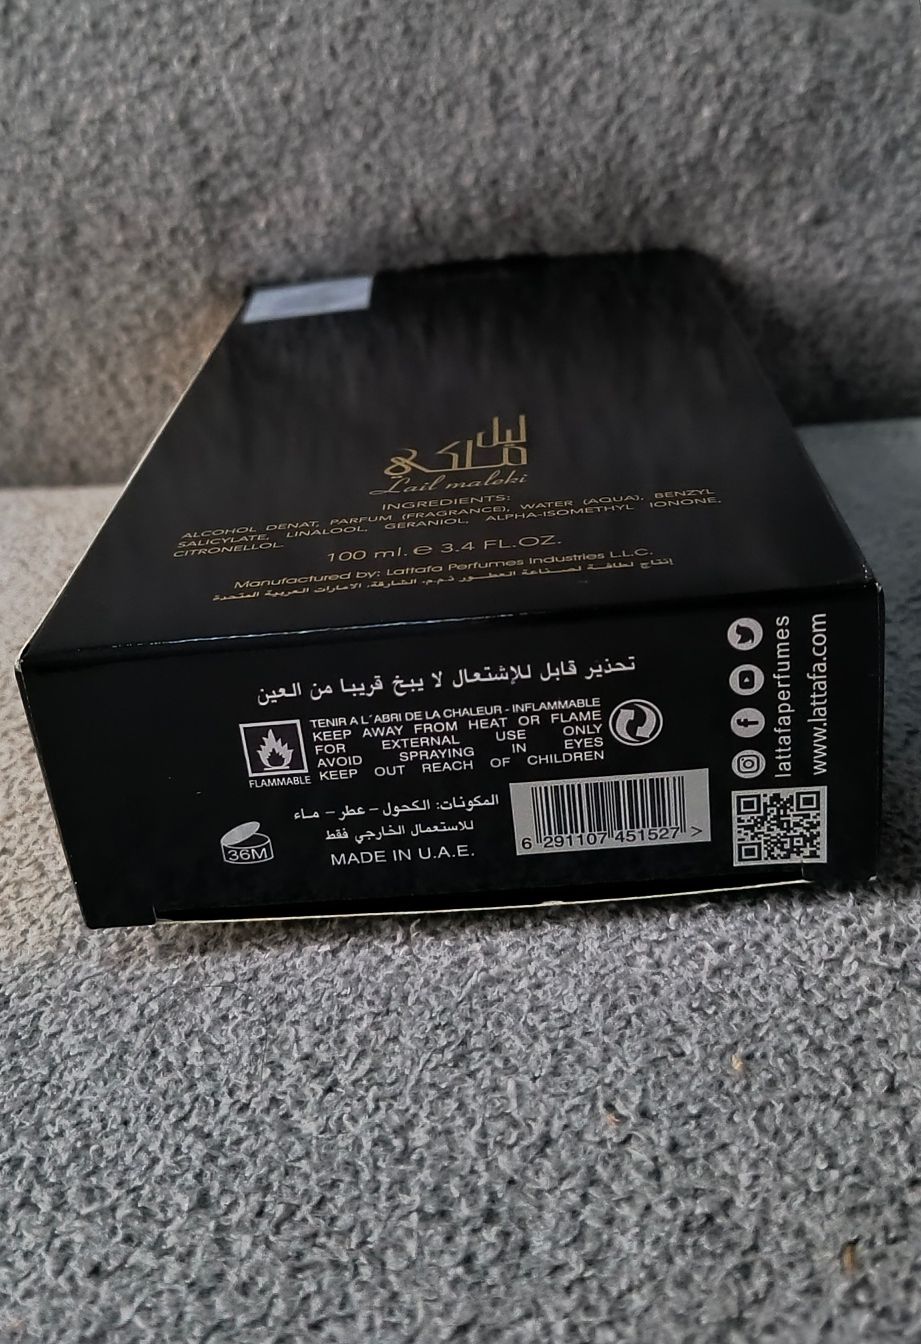 ليل
ملكي
Lail maleki
INGREDIENTS:
ALCOHOL DENAT, PARFUM (FRAGRANCE), WATER (AQUA), BENZYL
SALICYLATE, LINALOOL, GERANIOL, ALPHA-ISOMETHYL IONONE,
CITRONELLOL.
100 ml. e 3.4 FL.OZ.
Manufactured by: Lattafa Perfumes Industries L.L.C.
إنتاج لطافة لصناعة العطور ذ.م.م. الشارقة، الامارات العربية المتحدة
تحذير قابل للإشتعال لا يبخ قريبا من العين
TENIR A L´ABRI DE LA CHALEUR - INFLAMMABLE
KEEP AWAY FROM HEAT OR FLAME
FOR EXTERNAL USE ONLY
AVOID SPRAYING IN EYES
KEEP OUT REACH OF CHILDREN
FLAMMABLE
المكونات: الكحول - عطر - ماء
للاستعمال الخارجي فقط
MADE IN U.A.E.
36M
6 291107 451527 >
lattafaperfumes
www.lattafa.com